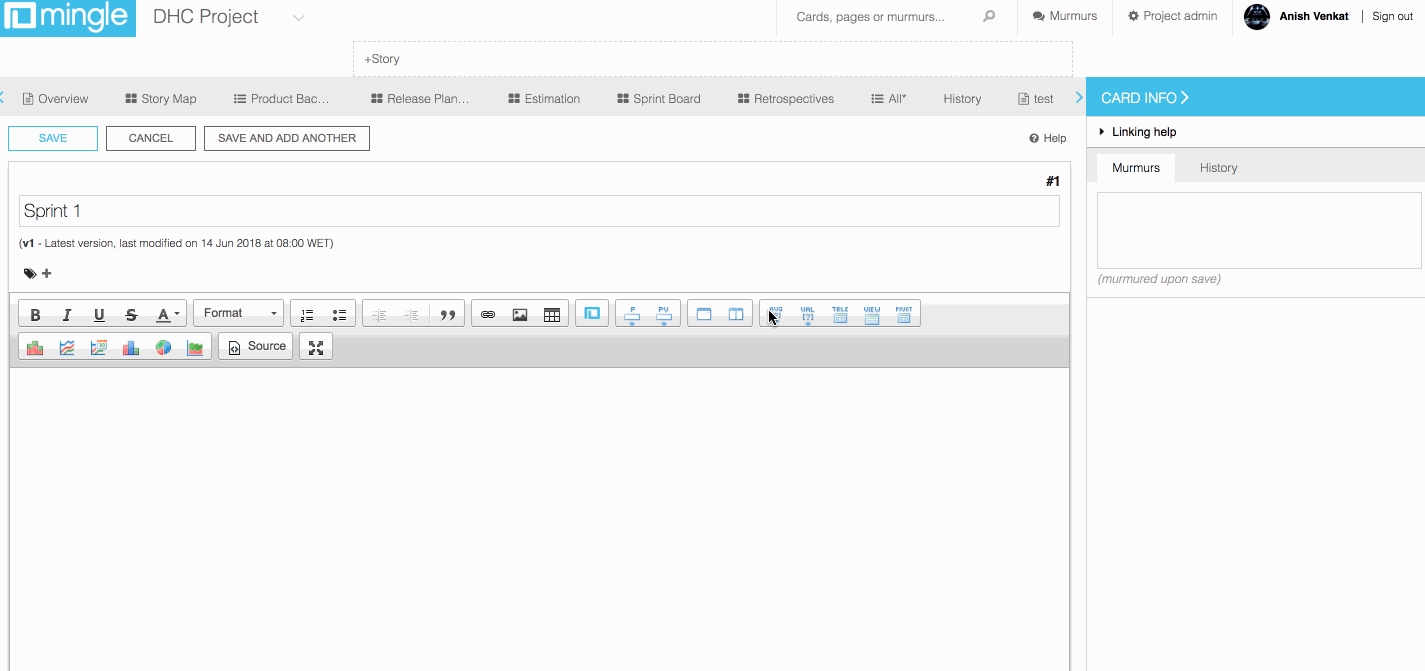 mingle DHC Project Cards, pages or murmurs... Murmurs Project admin Anish Venkat | Sign out
+Story
Overview Story Map Product Bac... Release Plan... Estimation Sprint Board Retrospectives All* History test CARD INFO
SAVE CANCEL SAVE AND ADD ANOTHER Help
Linking help
Murmurs History
#1
Sprint 1
(v1 - Latest version, last modified on 14 Jun 2018 at 08:00 WET)
(murmured upon save)
B I U S A Format P PV VAL TELE VIEW PIVOT
Source